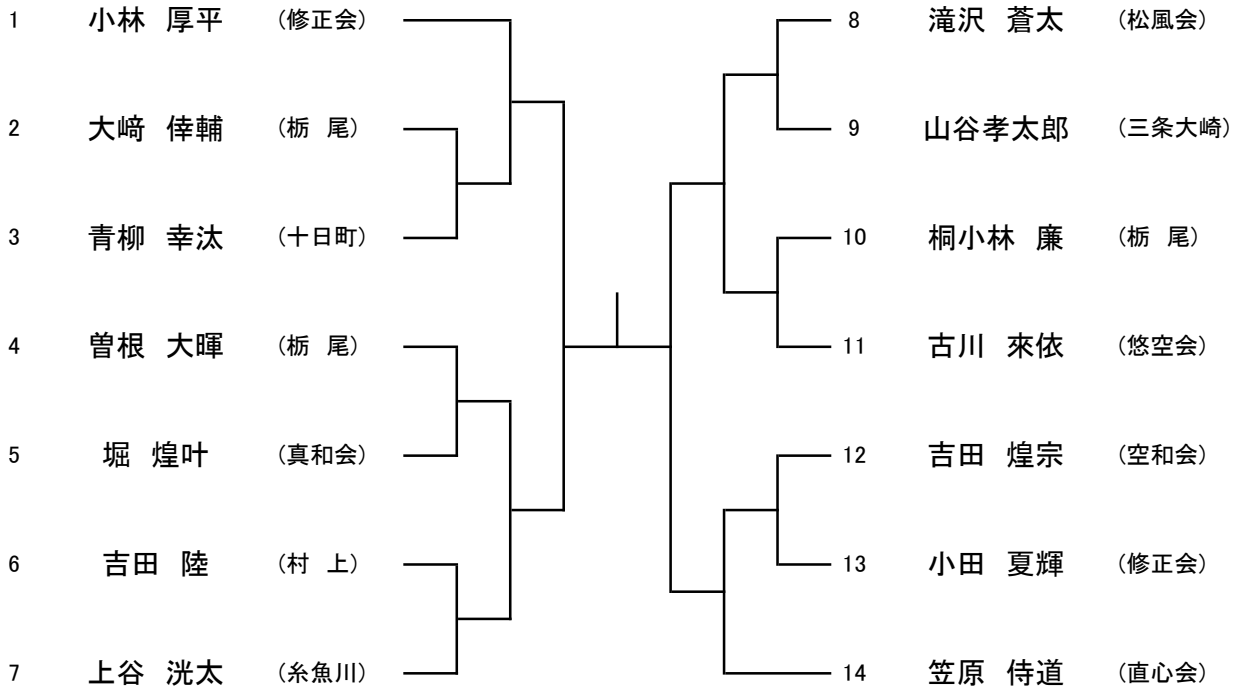 1 小林 厚平 (修正会)
2 大﨑 倖輔 (栃 尾)
3 青柳 幸汰 (十日町)
4 曽根 大暉 (栃 尾)
5 堀 煌叶 (真和会)
6 吉田 陸 (村 上)
7 上谷 洸太 (糸魚川)
8 滝沢 蒼太 (松風会)
9 山谷孝太郎 (三条大崎)
10 桐小林 廉 (栃 尾)
11 古川 來依 (悠空会)
12 吉田 煌宗 (空和会)
13 小田 夏輝 (修正会)
14 笠原 侍道 (直心会)